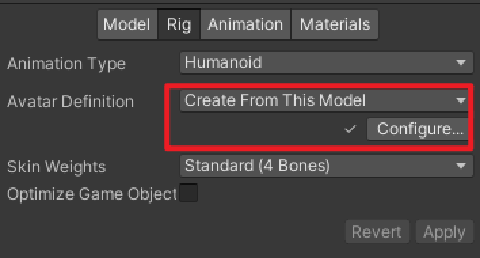 Model Rig Animation Materials
Animation Type Humanoid
Avatar Definition Create From This Model
Configure...
Skin Weights Standard (4 Bones)
Optimize Game Object
Revert Apply